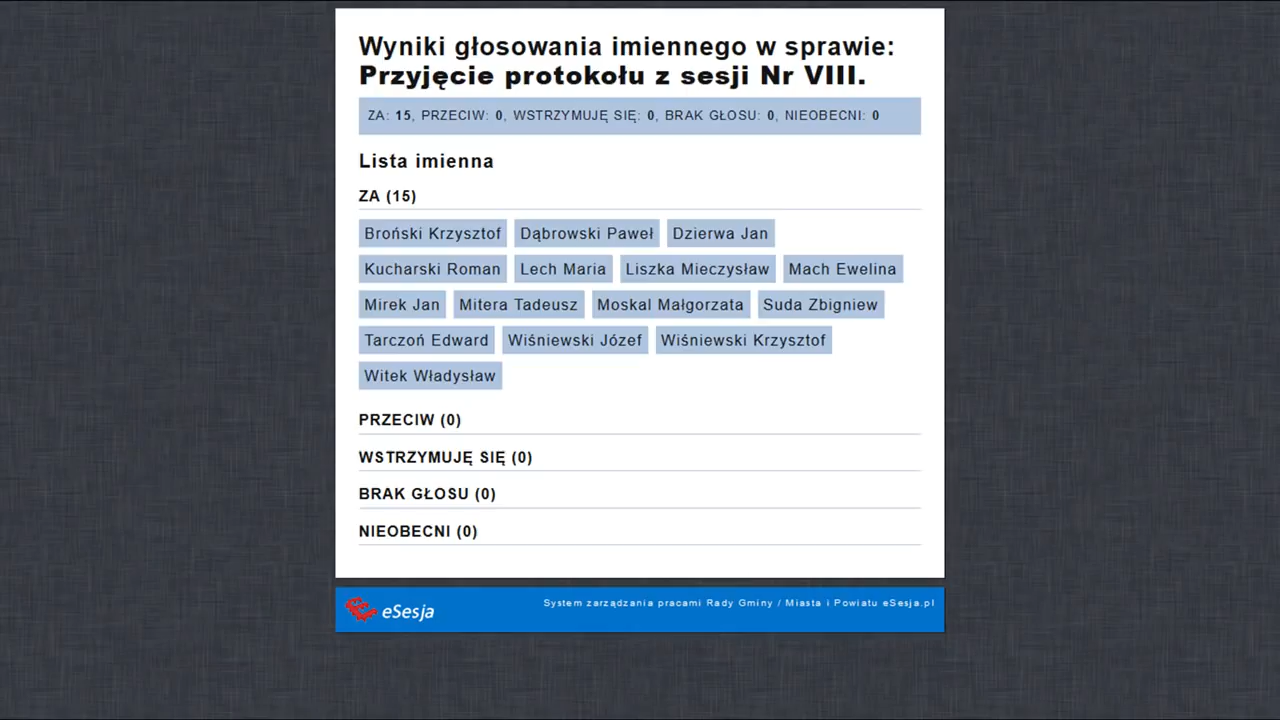 Wyniki głosowania imiennego w sprawie:
Przyjęcie protokołu z sesji Nr VIII.
ZA: 15, PRZECIW: 0, WSTRZYMUJĘ SIĘ: 0, BRAK GŁOSU: 0, NIEOBECNI: 0
Lista imienna
ZA (15)
Broński Krzysztof Dąbrowski Paweł Dzierwa Jan
Kucharski Roman Lech Maria Liszka Mieczysław Mach Ewelina
Mirek Jan Mitera Tadeusz Moskal Małgorzata Suda Zbigniew
Tarczoń Edward Wiśniewski Józef Wiśniewski Krzysztof
Witek Władysław
PRZECIW (0)
WSTRZYMUJĘ SIĘ (0)
BRAK GŁOSU (0)
NIEOBECNI (0)
eSesja System zarządzania pracami Rady Gminy / Miasta i Powiatu eSesja.pl